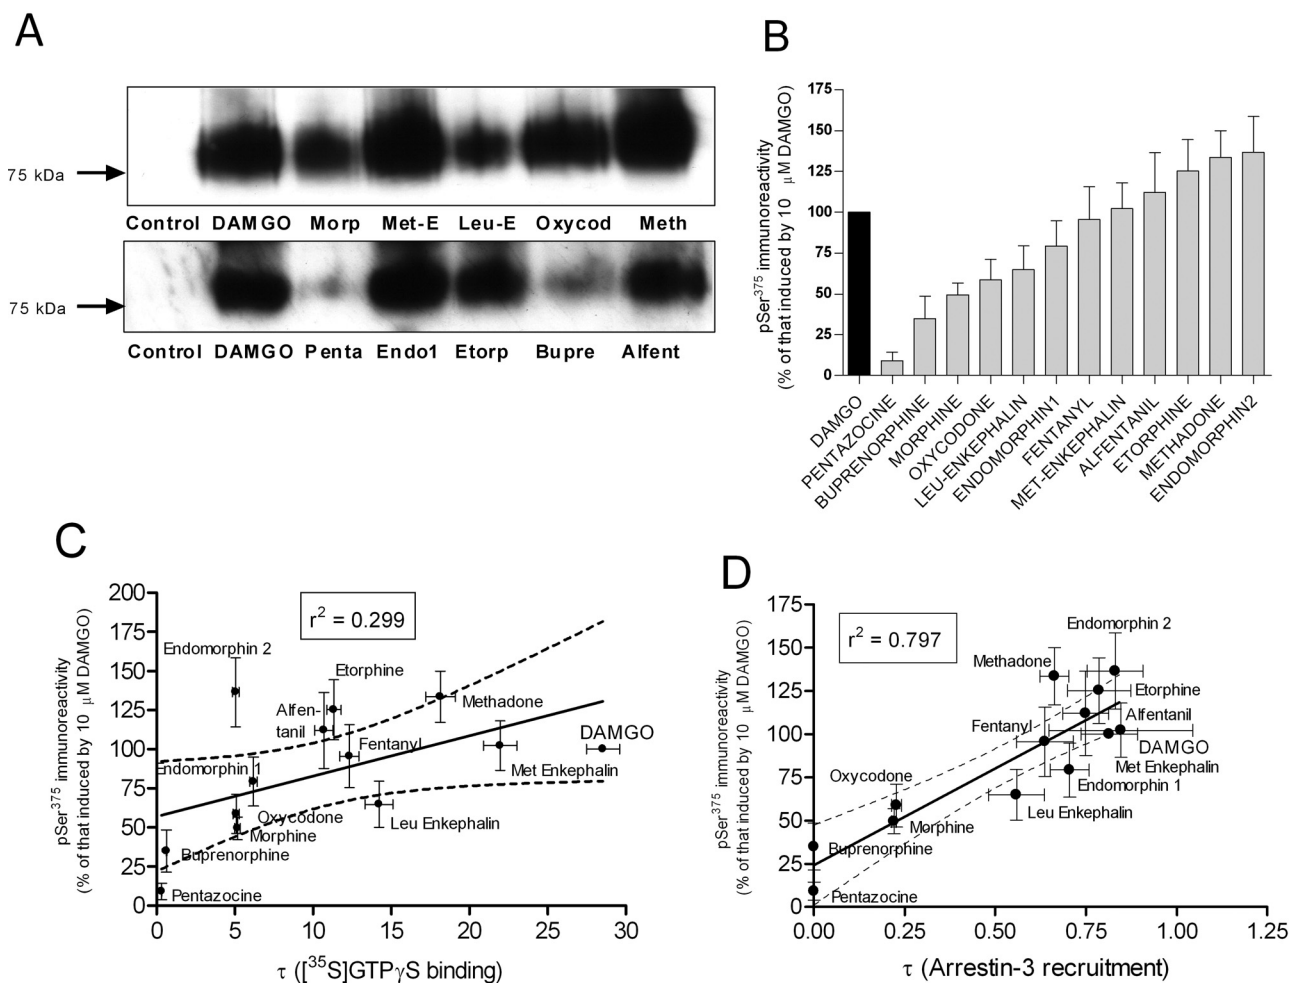 A
75 kDa
Control DAMGO Morp Met-E Leu-E Oxycod Meth
75 kDa
Control DAMGO Penta Endo1 Etorp Bupre Alfent
B
pSer³⁷⁵ immunoreactivity
(% of that induced by 10 μM DAMGO)
175
150
125
100
75
50
25
0
DAMGO
PENTAZOCINE
BUPRENORPHINE
MORPHINE
OXYCODONE
LEU-ENKEPHALIN
ENDOMORPHIN1
FENTANYL
MET-ENKEPHALIN
ALFENTANIL
ETORPHINE
METHADONE
ENDOMORPHIN2
C
pSer³⁷⁵ immunoreactivity
(% of that induced by 10 μM DAMGO)
200
175
150
125
100
75
50
25
0
r² = 0.299
Endomorphin 2
Etorphine
Alfen-
tanil
Methadone
Fentanyl
DAMGO
Met Enkephalin
Endomorphin 1
Oxycodone
Leu Enkephalin
Morphine
Buprenorphine
Pentazocine
0 5 10 15 20 25 30
τ ([³⁵S]GTPγS binding)
D
pSer³⁷⁵ immunoreactivity
(% of that induced by 10 μM DAMGO)
175
150
125
100
75
50
25
0
r² = 0.797
Endomorphin 2
Methadone
Etorphine
Alfentanil
Fentanyl
DAMGO
Met Enkephalin
Oxycodone
Endomorphin 1
Leu Enkephalin
Morphine
Buprenorphine
Pentazocine
0.00 0.25 0.50 0.75 1.00 1.25
τ (Arrestin-3 recruitment)